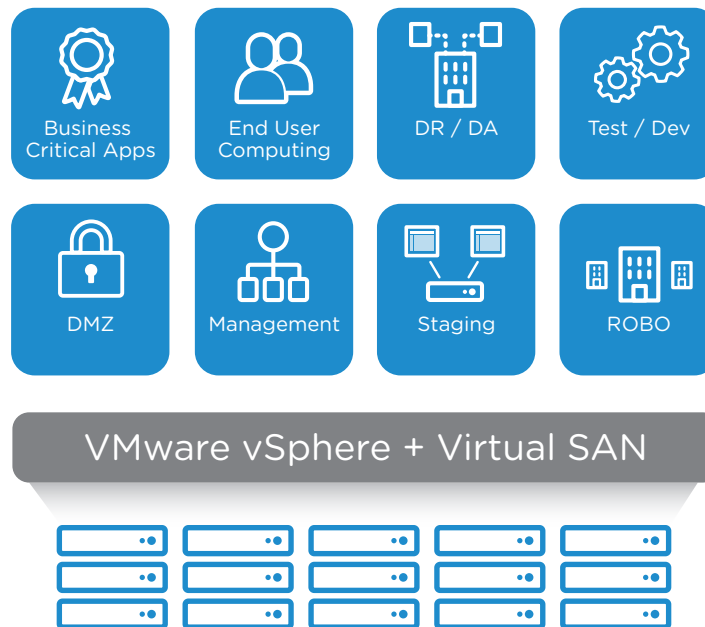 Business
Critical Apps
End User
Computing
DR / DA
Test / Dev
DMZ
Management
Staging
ROBO
VMware vSphere + Virtual SAN